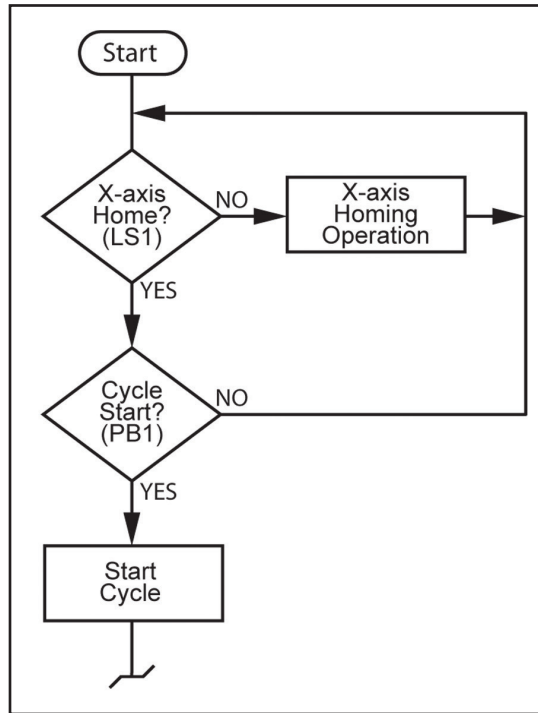 Start
X-axis
Home?
(LS1)
NO
X-axis
Homing
Operation
YES
Cycle
Start?
(PB1)
NO
YES
Start
Cycle